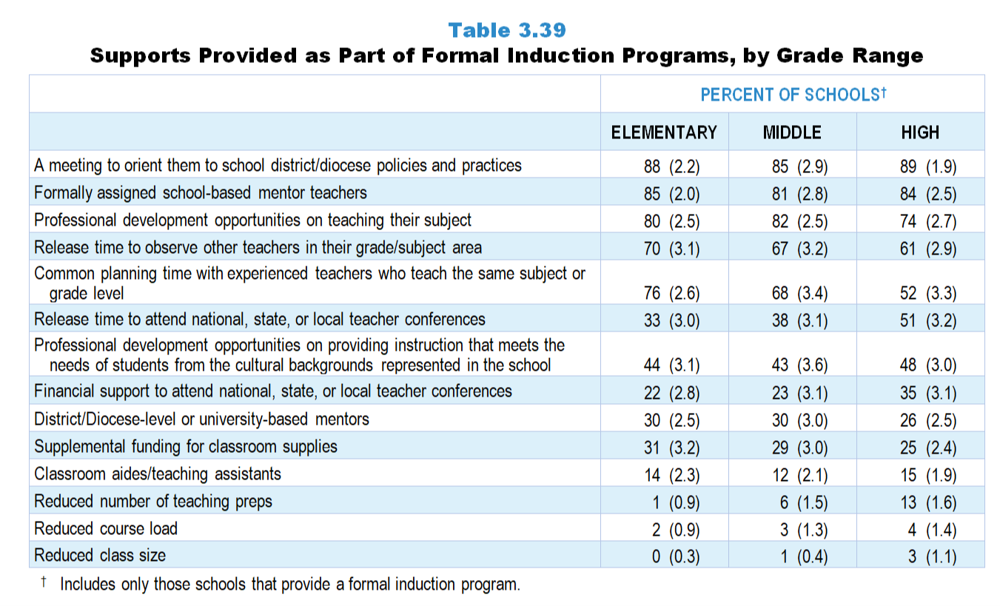 Table 3.39
Supports Provided as Part of Formal Induction Programs, by Grade Range
PERCENT OF SCHOOLS†
ELEMENTARY MIDDLE HIGH
A meeting to orient them to school district/diocese policies and practices 88 (2.2) 85 (2.9) 89 (1.9)
Formally assigned school-based mentor teachers 85 (2.0) 81 (2.8) 84 (2.5)
Professional development opportunities on teaching their subject 80 (2.5) 82 (2.5) 74 (2.7)
Release time to observe other teachers in their grade/subject area 70 (3.1) 67 (3.2) 61 (2.9)
Common planning time with experienced teachers who teach the same subject or
grade level 76 (2.6) 68 (3.4) 52 (3.3)
Release time to attend national, state, or local teacher conferences 33 (3.0) 38 (3.1) 51 (3.2)
Professional development opportunities on providing instruction that meets the
needs of students from the cultural backgrounds represented in the school 44 (3.1) 43 (3.6) 48 (3.0)
Financial support to attend national, state, or local teacher conferences 22 (2.8) 23 (3.1) 35 (3.1)
District/Diocese-level or university-based mentors 30 (2.5) 30 (3.0) 26 (2.5)
Supplemental funding for classroom supplies 31 (3.2) 29 (3.0) 25 (2.4)
Classroom aides/teaching assistants 14 (2.3) 12 (2.1) 15 (1.9)
Reduced number of teaching preps 1 (0.9) 6 (1.5) 13 (1.6)
Reduced course load 2 (0.9) 3 (1.3) 4 (1.4)
Reduced class size 0 (0.3) 1 (0.4) 3 (1.1)
† Includes only those schools that provide a formal induction program.